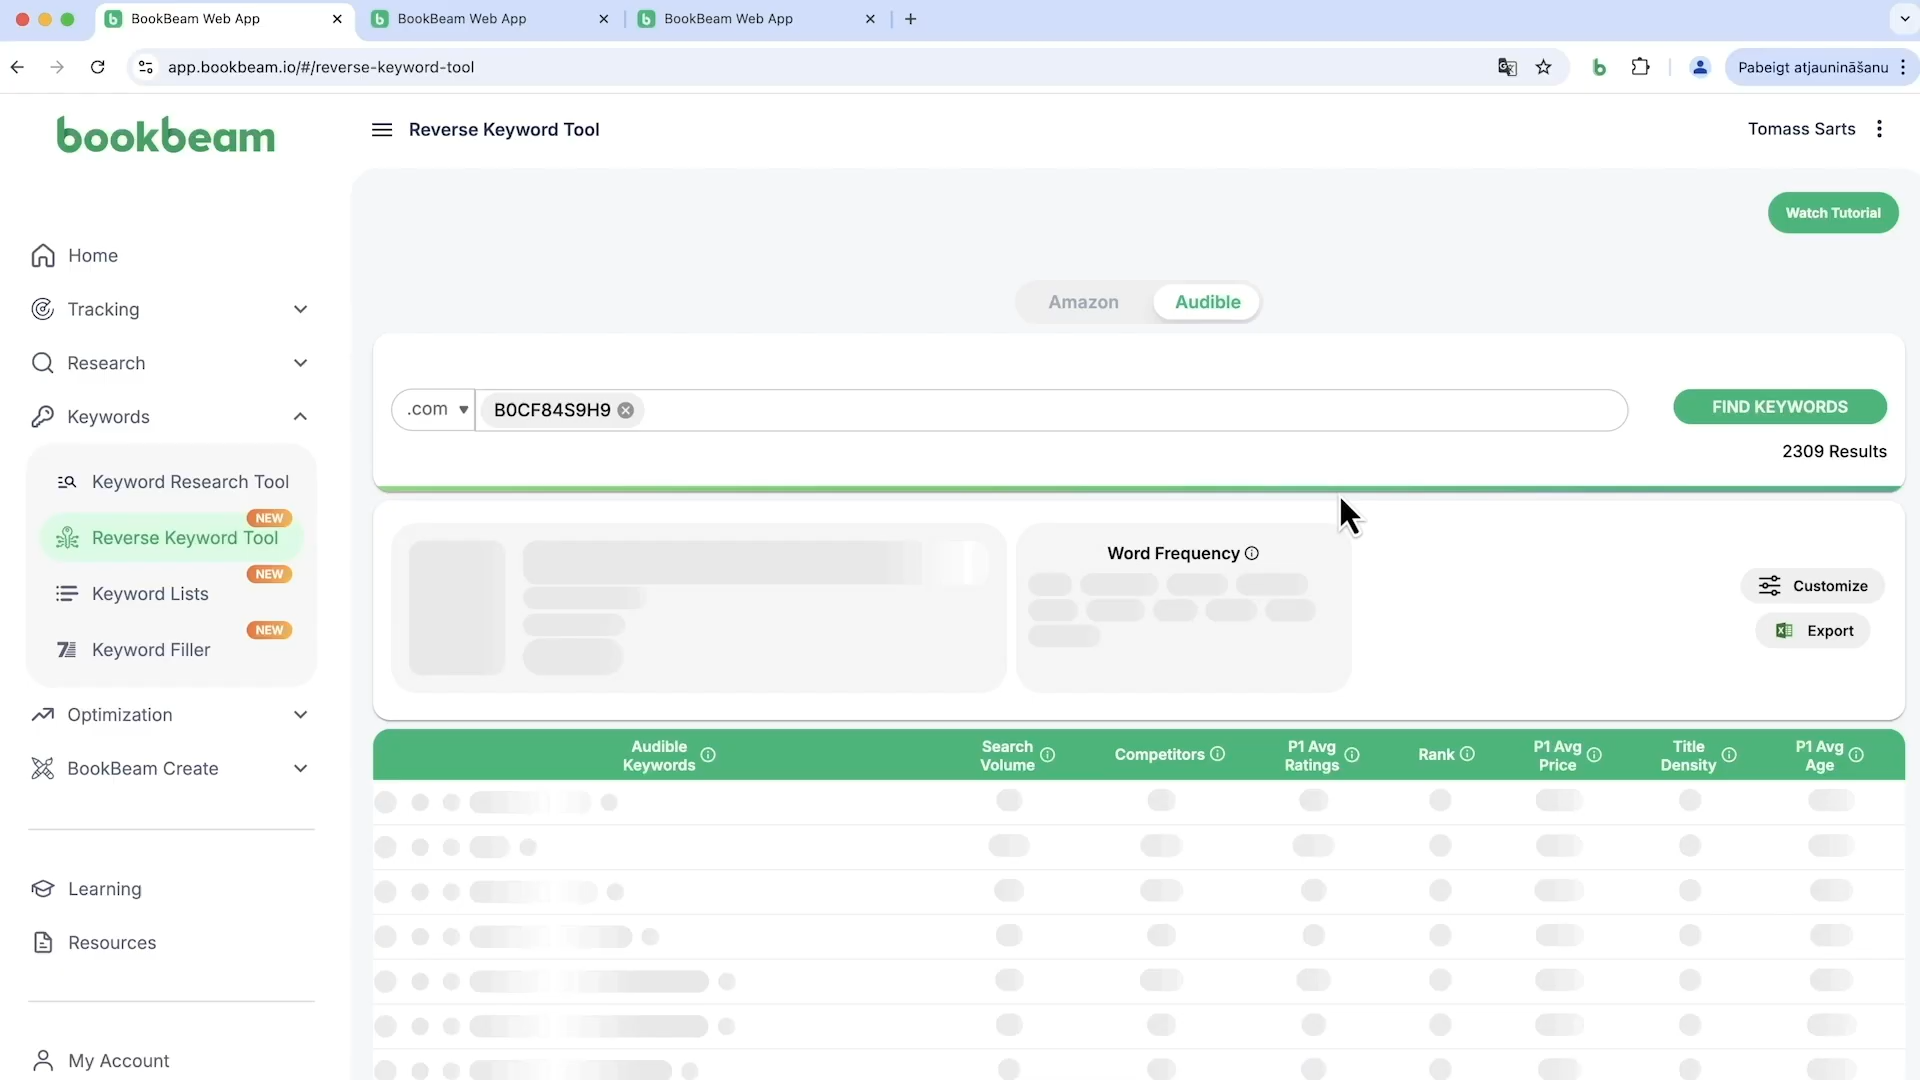 BookBeam Web App
BookBeam Web App
BookBeam Web App
app.bookbeam.io/#/reverse-keyword-tool
Pabeigt atjaunināšanu
bookbeam
Reverse Keyword Tool
Tomass Sarts
Watch Tutorial
Home
Tracking
Research
Keywords
Keyword Research Tool
NEW
Reverse Keyword Tool
NEW
Keyword Lists
NEW
Keyword Filler
Optimization
BookBeam Create
Learning
Resources
My Account
Amazon
Audible
.com
B0CF84S9H9
FIND KEYWORDS
2309 Results
Word Frequency
Customize
Export
Audible Keywords
Search Volume
Competitors
P1 Avg Ratings
Rank
P1 Avg Price
Title Density
P1 Avg Age